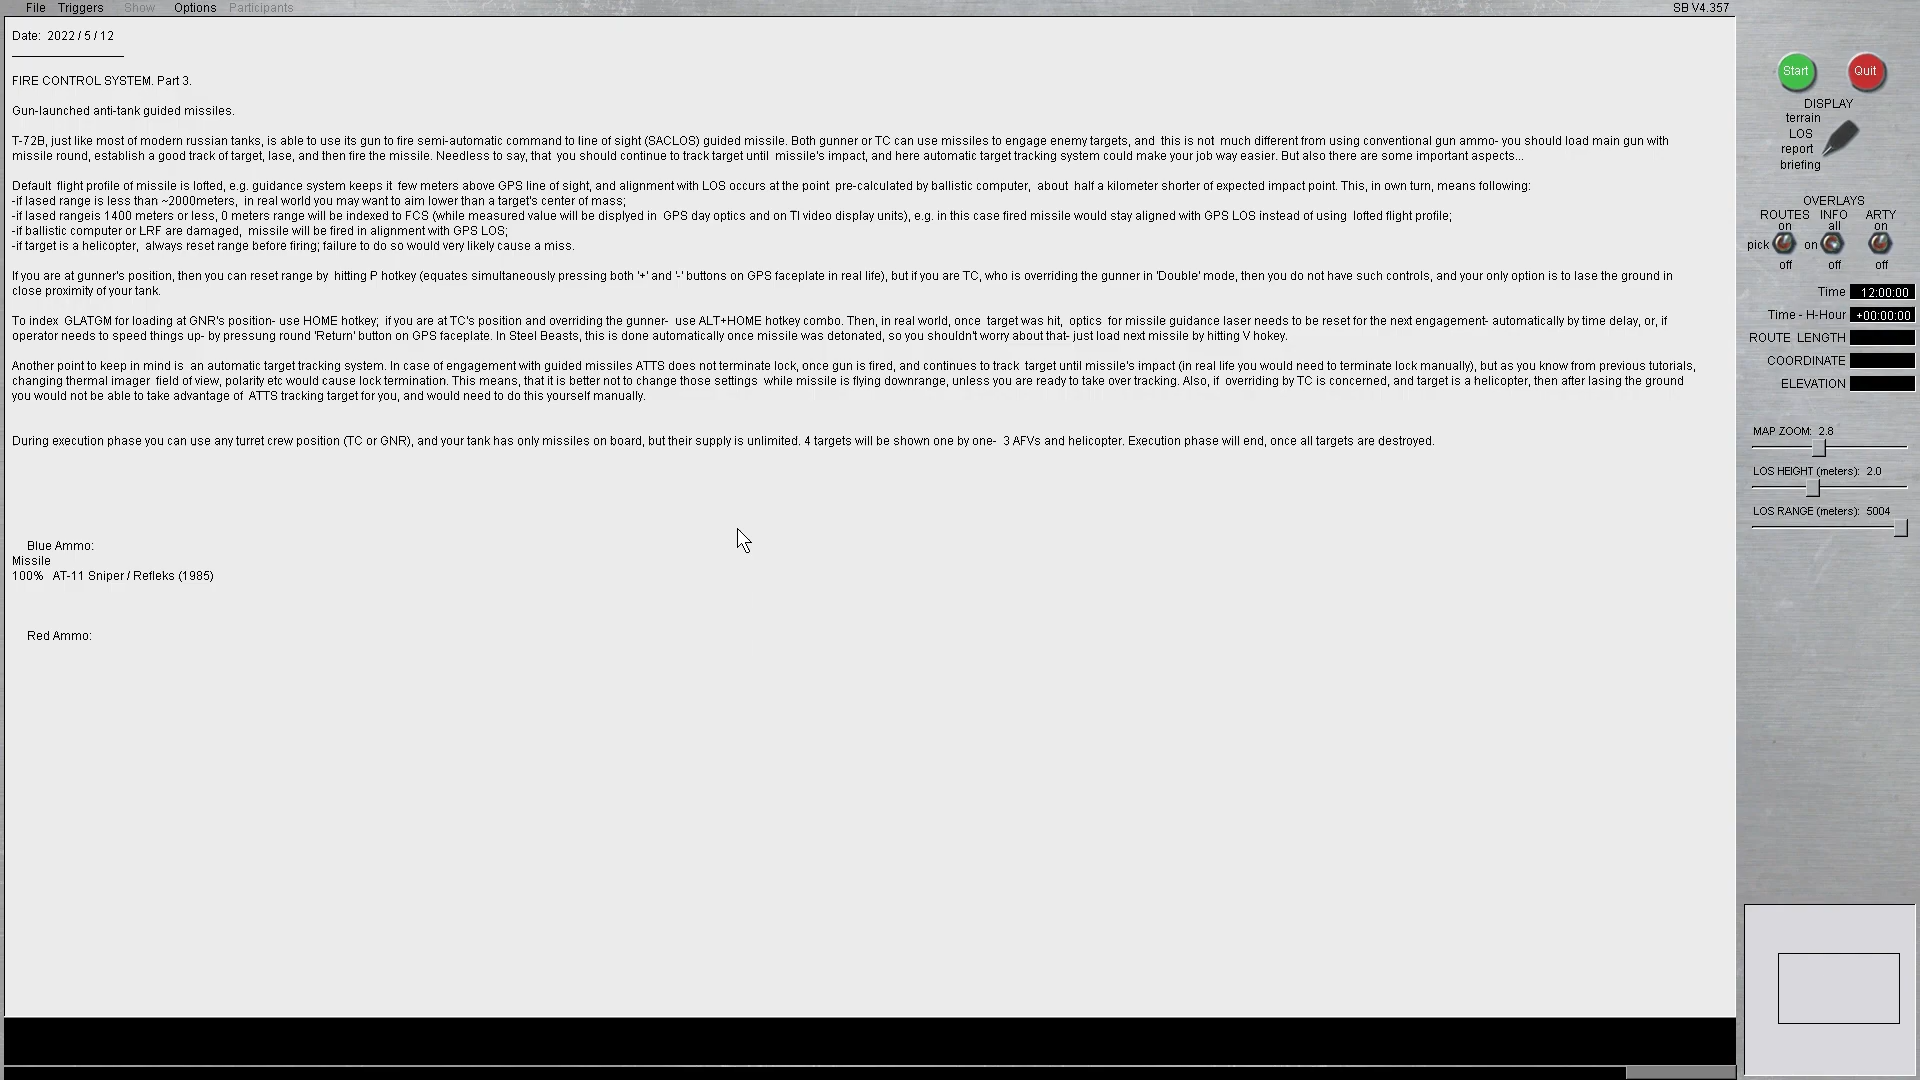 File Triggers Show Options Participants SB V4.357
Date: 2022 / 5 / 12
FIRE CONTROL SYSTEM. Part 3.
Gun-launched anti-tank guided missiles.
T-72B, just like most of modern russian tanks, is able to use its gun to fire semi-automatic command to line of sight (SACLOS) guided missile. Both gunner or TC can use missiles to engage enemy targets, and this is not much different from using conventional gun ammo- you should load main gun with
missile round, establish a good track of target, lase, and then fire the missile. Needless to say, that you should continue to track target until missile's impact, and here automatic target tracking system could make your job way easier. But also there are some important aspects...
Default flight profile of missile is lofted, e.g. guidance system keeps it few meters above GPS line of sight, and alignment with LOS occurs at the point pre-calculated by ballistic computer, about half a kilometer shorter of expected impact point. This, in own turn, means following:
-if lased range is less than ~2000meters, in real world you may want to aim lower than a target's center of mass;
-if lased rangeis 1400 meters or less, 0 meters range will be indexed to FCS (while measured value will be displyed in GPS day optics and on TI video display units), e.g. in this case fired missile would stay aligned with GPS LOS instead of using lofted flight profile;
-if ballistic computer or LRF are damaged, missile will be fired in alignment with GPS LOS;
-if target is a helicopter, always reset range before firing; failure to do so would very likely cause a miss.
If you are at gunner's position, then you can reset range by hitting P hotkey (equates simultaneously pressing both '+' and '-' buttons on GPS faceplate in real life), but if you are TC, who is overriding the gunner in 'Double' mode, then you do not have such controls, and your only option is to lase the ground in
close proximity of your tank.
To index GLATGM for loading at GNR's position- use HOME hotkey; if you are at TC's position and overriding the gunner- use ALT+HOME hotkey combo. Then, in real world, once target was hit, optics for missile guidance laser needs to be reset for the next engagement- automatically by time delay, or, if
operator needs to speed things up- by pressung round 'Return' button on GPS faceplate. In Steel Beasts, this is done automatically once missile was detonated, so you shouldn't worry about that- just load next missile by hitting V hokey.
Another point to keep in mind is an automatic target tracking system. In case of engagement with guided missiles ATTS does not terminate lock, once gun is fired, and continues to track target until missile's impact (in real life you would need to terminate lock manually), but as you know from previous tutorials,
changing thermal imager field of view, polarity etc would cause lock termination. This means, that it is better not to change those settings while missile is flying downrange, unless you are ready to take over tracking. Also, if overriding by TC is concerned, and target is a helicopter, then after lasing the ground
you would not be able to take advantage of ATTS tracking target for you, and would need to do this yourself manually.
During execution phase you can use any turret crew position (TC or GNR), and your tank has only missiles on board, but their supply is unlimited. 4 targets will be shown one by one- 3 AFVs and helicopter. Execution phase will end, once all targets are destroyed.
Blue Ammo:
Missile
100% AT-11 Sniper / Refleks (1985)
Red Ammo:
Start Quit
DISPLAY
terrain
LOS
report
briefing
OVERLAYS
ROUTES INFO ARTY
on all on
pick on
off off off
Time 12:00:00
Time - H-Hour +00:00:00
ROUTE LENGTH
COORDINATE
ELEVATION
MAP ZOOM: 2.8
LOS HEIGHT (meters): 2.0
LOS RANGE (meters): 5004